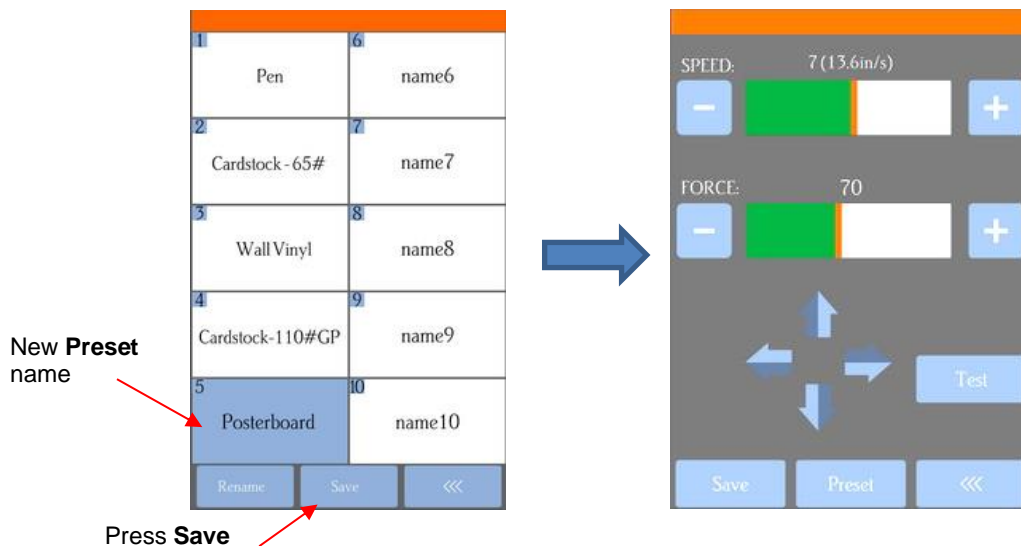 1
Pen
6
name6
2
Cardstock - 65#
7
name7
3
Wall Vinyl
8
name8
4
Cardstock-110#GP
9
name9
5
Posterboard
10
name10
Rename Save <<<
New Preset
name
Press Save
SPEED: 7 (13.6in/s)
− +
FORCE: 70
− +
Test
Save Preset <<<